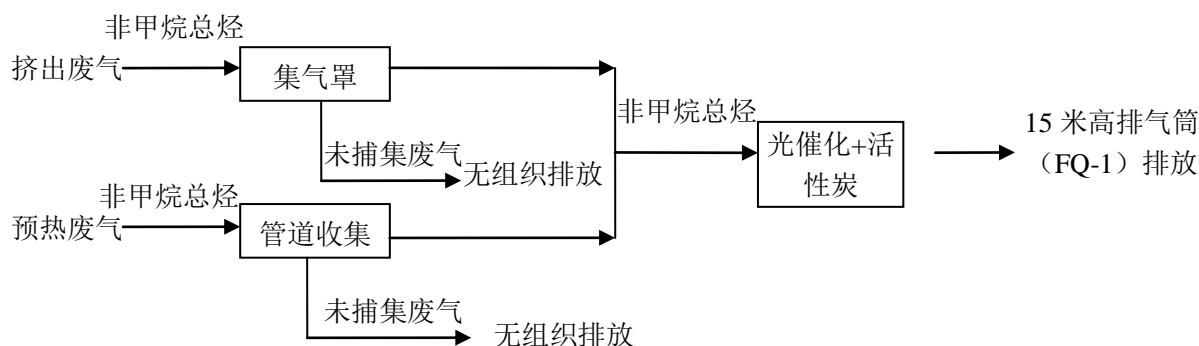 非甲烷总烃
挤出废气
集气罩
未捕集废气
无组织排放
非甲烷总烃
预热废气
管道收集
未捕集废气
无组织排放
非甲烷总烃
光催化+活
性炭
15 米高排气筒
（FQ-1）排放